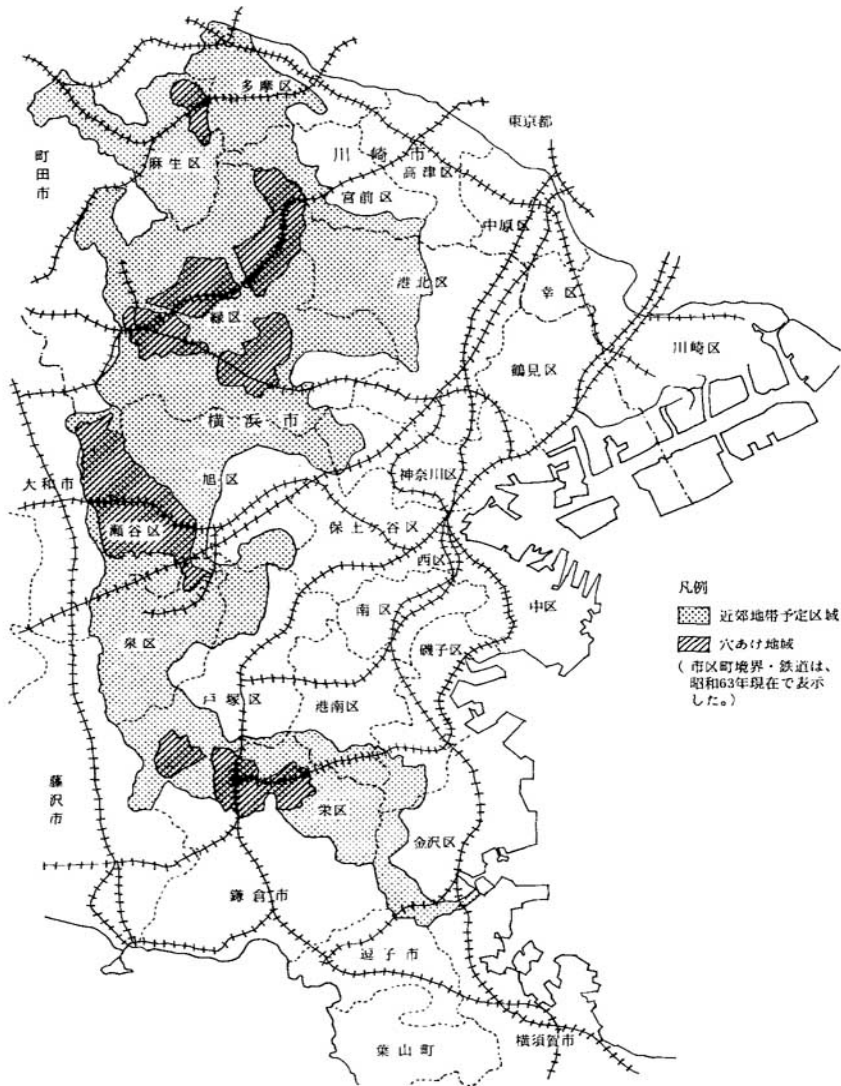 多摩区
東京都
川崎市
町田市
麻生区
高津区
宮前区
中原区
港北区
幸区
緑区
川崎区
鶴見区
横浜市
神奈川区
大和市
旭区
保土ヶ谷区
瀬谷区
西区
中区
南区
泉区
磯子区
戸塚区
港南区
藤沢市
栄区
金沢区
鎌倉市
逗子市
葉山町
横須賀市
凡例
近郊地帯予定区域
穴あけ地域
(市区町境界・鉄道は、
昭和63年現在で表示
した。)